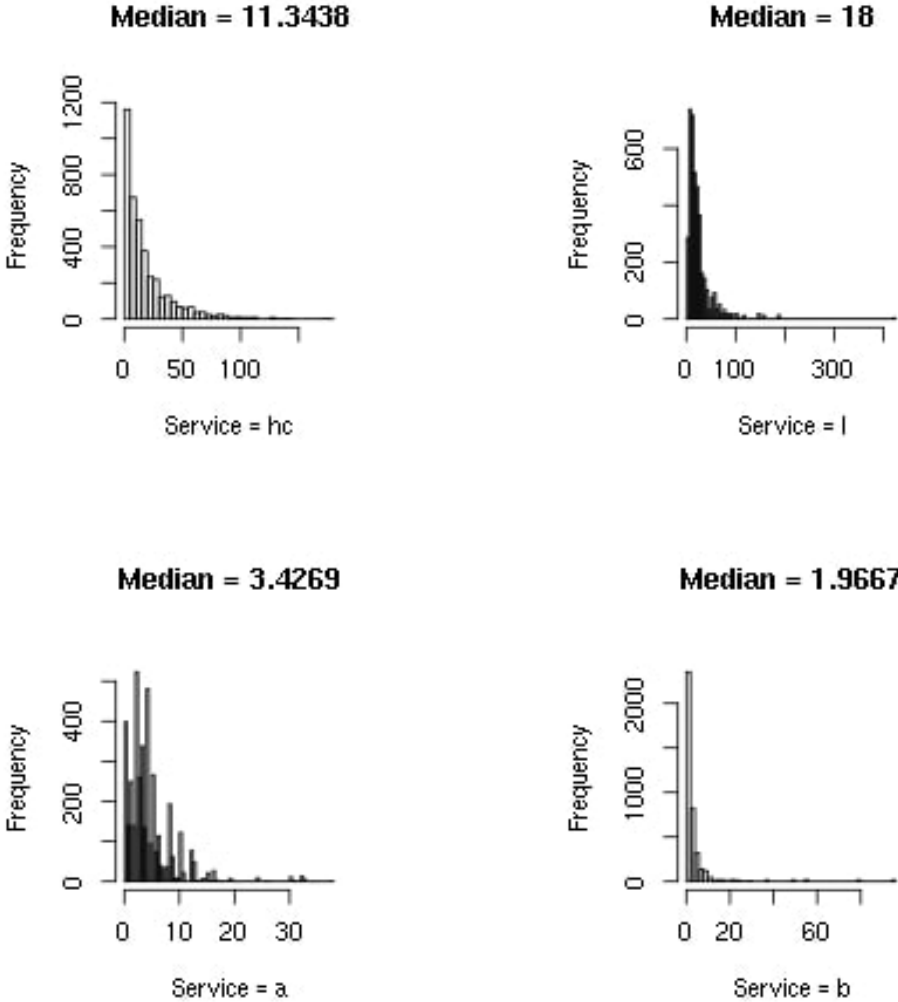 Median = 11.3438
Frequency
1200
800
400
0
0 50 100
Service = hc
Median = 18
Frequency
600
200
0 100 300
Service = l
Median = 3.4269
Frequency
400
200
0
0 10 20 30
Service = a
Median = 1.9667
Frequency
2000
1000
0
0 20 60
Service = b